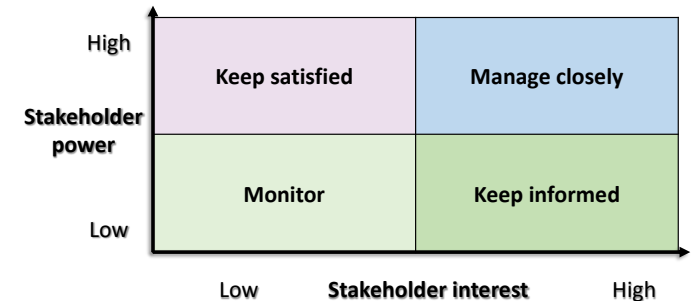 High
Keep satisfied
Manage closely
Stakeholder
power
Monitor
Keep informed
Low
Low
Stakeholder interest
High